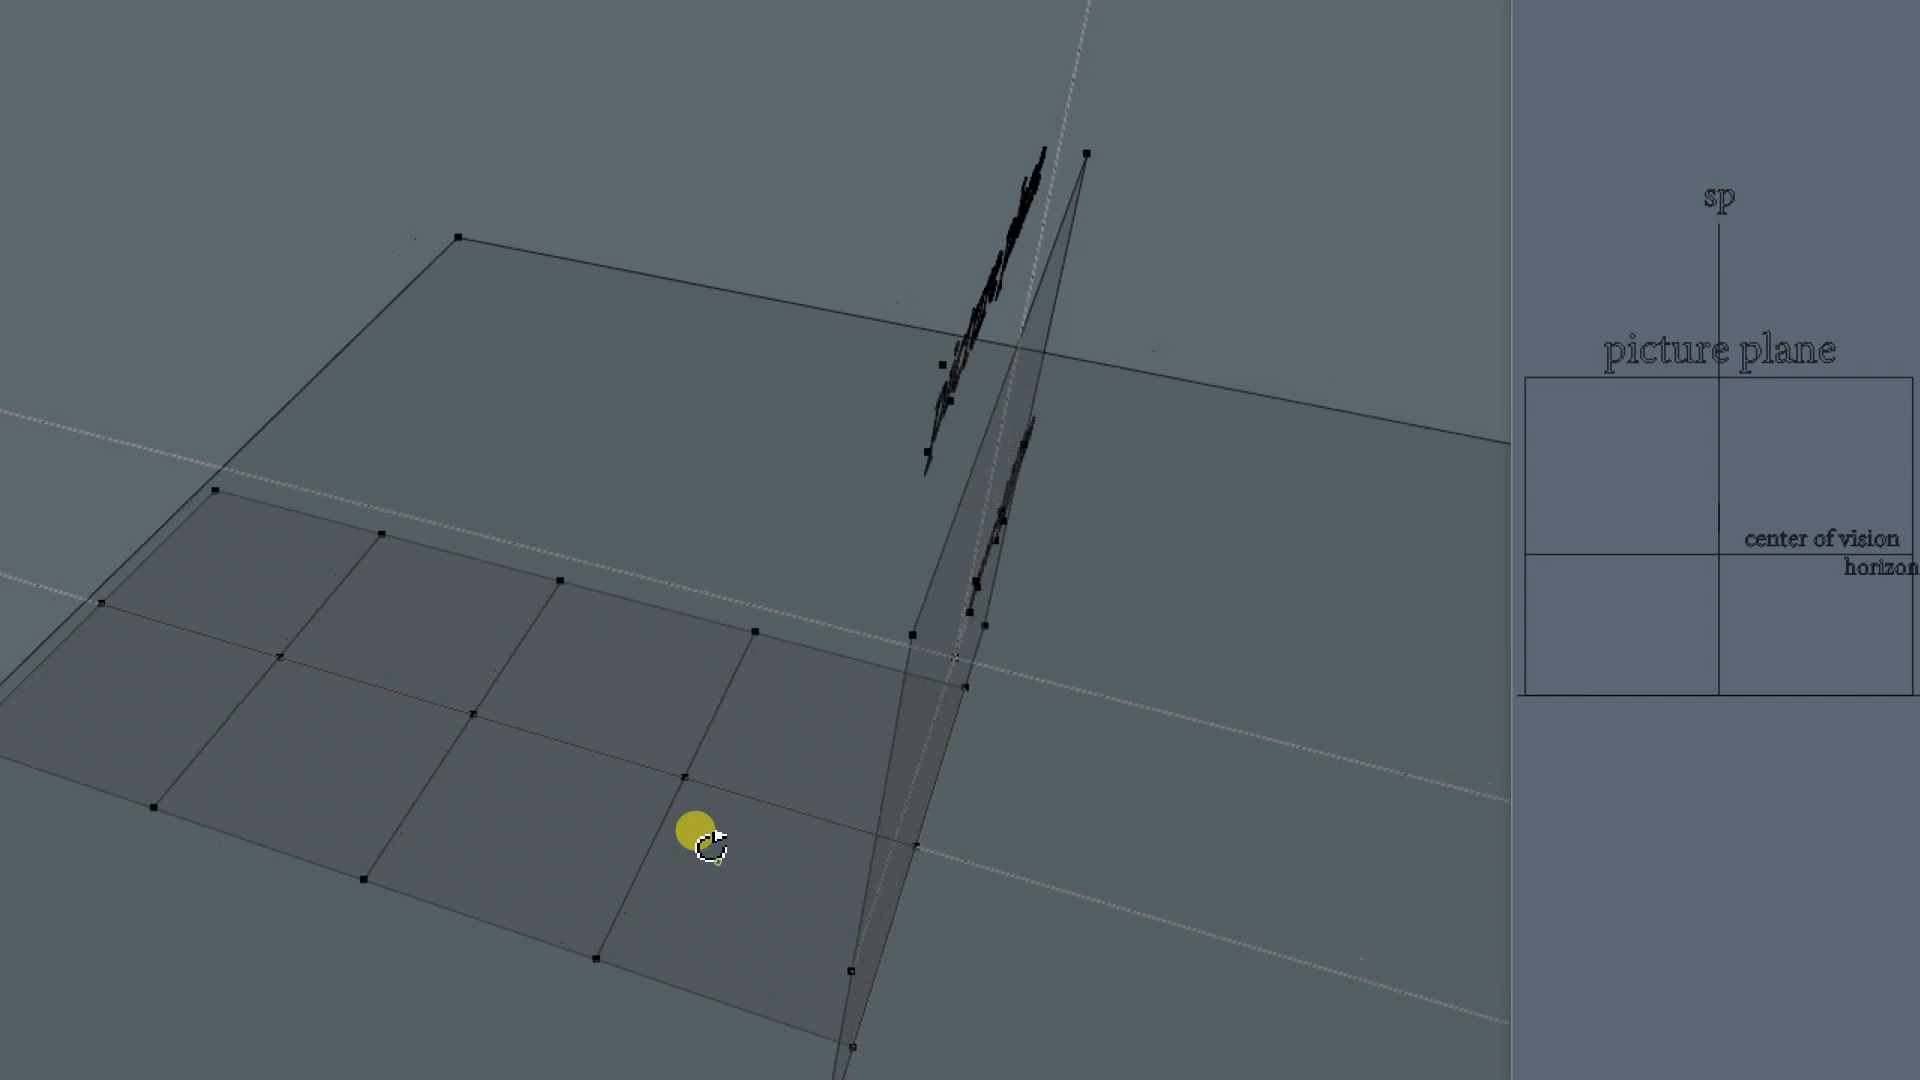 sp
picture plane
center of vision
horizon